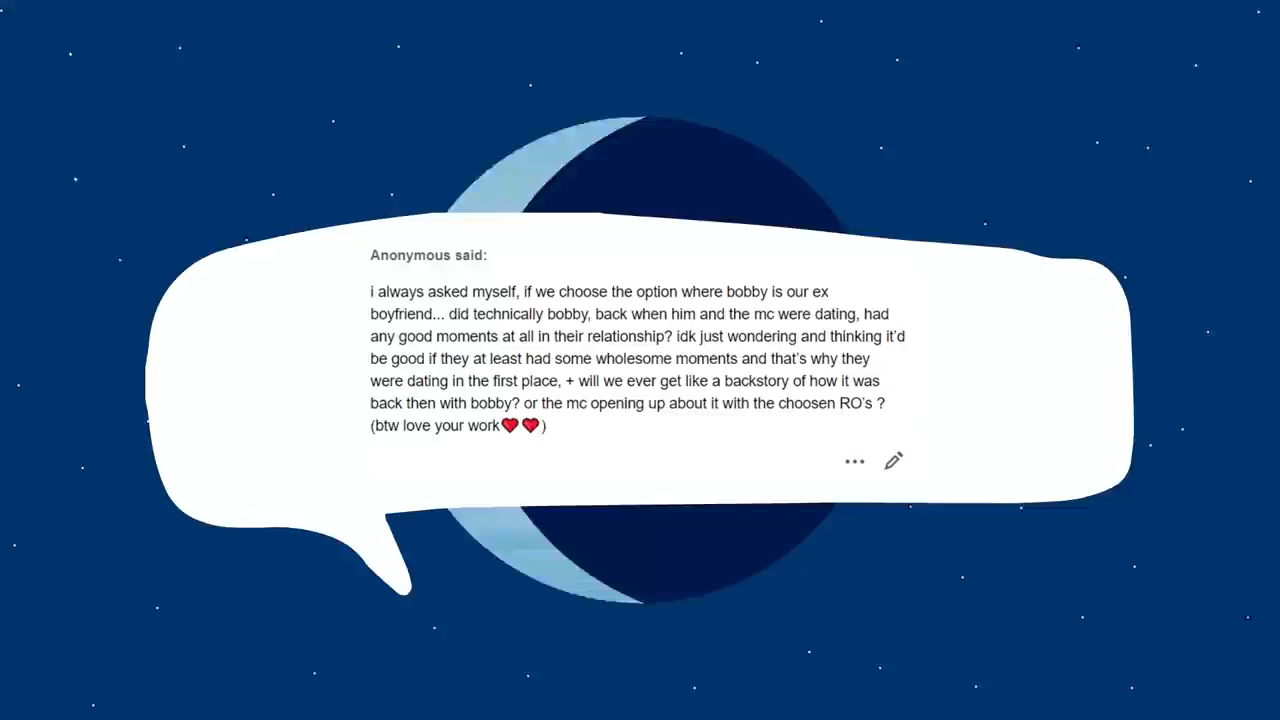 Anonymous said:
i always asked myself, if we choose the option where bobby is our ex
boyfriend... did technically bobby, back when him and the mc were dating, had
any good moments at all in their relationship? idk just wondering and thinking it'd
be good if they at least had some wholesome moments and that's why they
were dating in the first place, + will we ever get like a backstory of how it was
back then with bobby? or the mc opening up about it with the choosen RO's ?
(btw love your work❤️❤️)